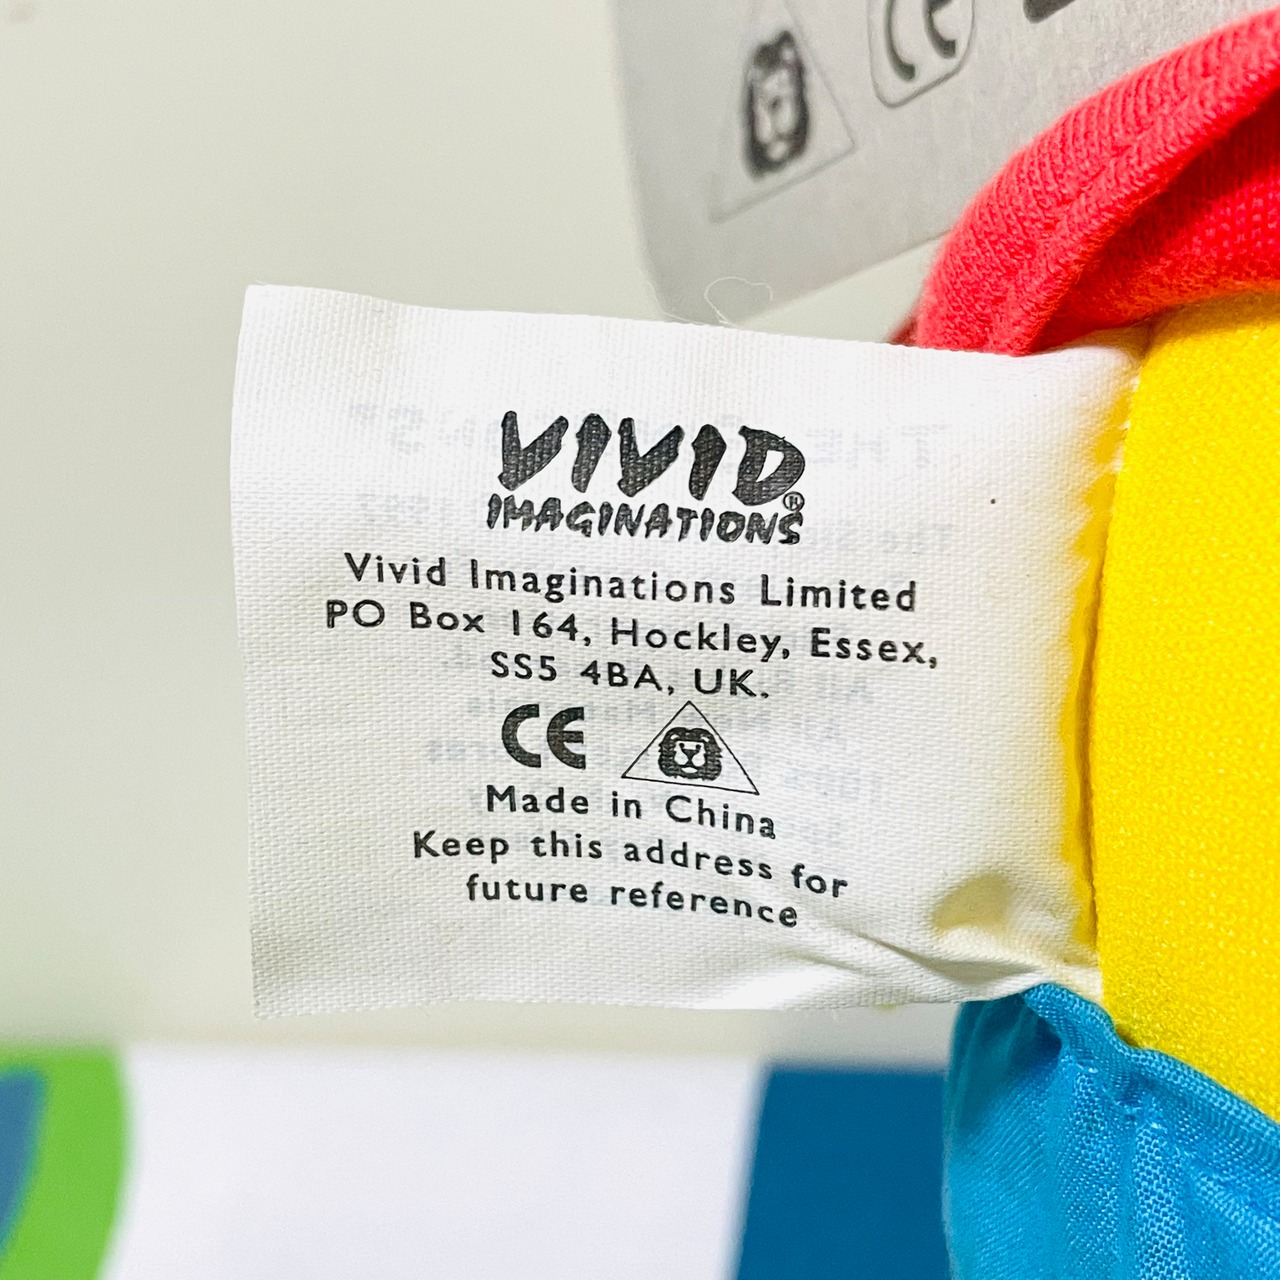 VIVID
IMAGINATIONS®
Vivid Imaginations Limited
PO Box 164, Hockley, Essex,
SS5 4BA, UK.
CE
Made in China
Keep this address for
future reference
CE